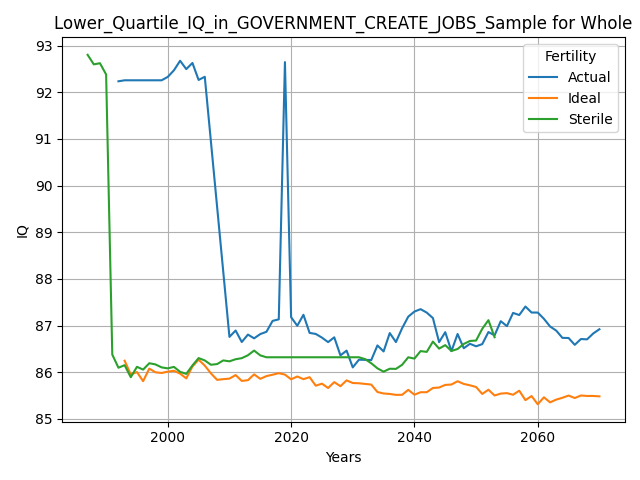 Lower_Quartile_IQ_in_GOVERNMENT_CREATE_JOBS_Sample for Whole
93
92
91
90
89
88
87
86
85
IQ
Fertility
Actual
Ideal
Sterile
2000
2020
2040
2060
Years